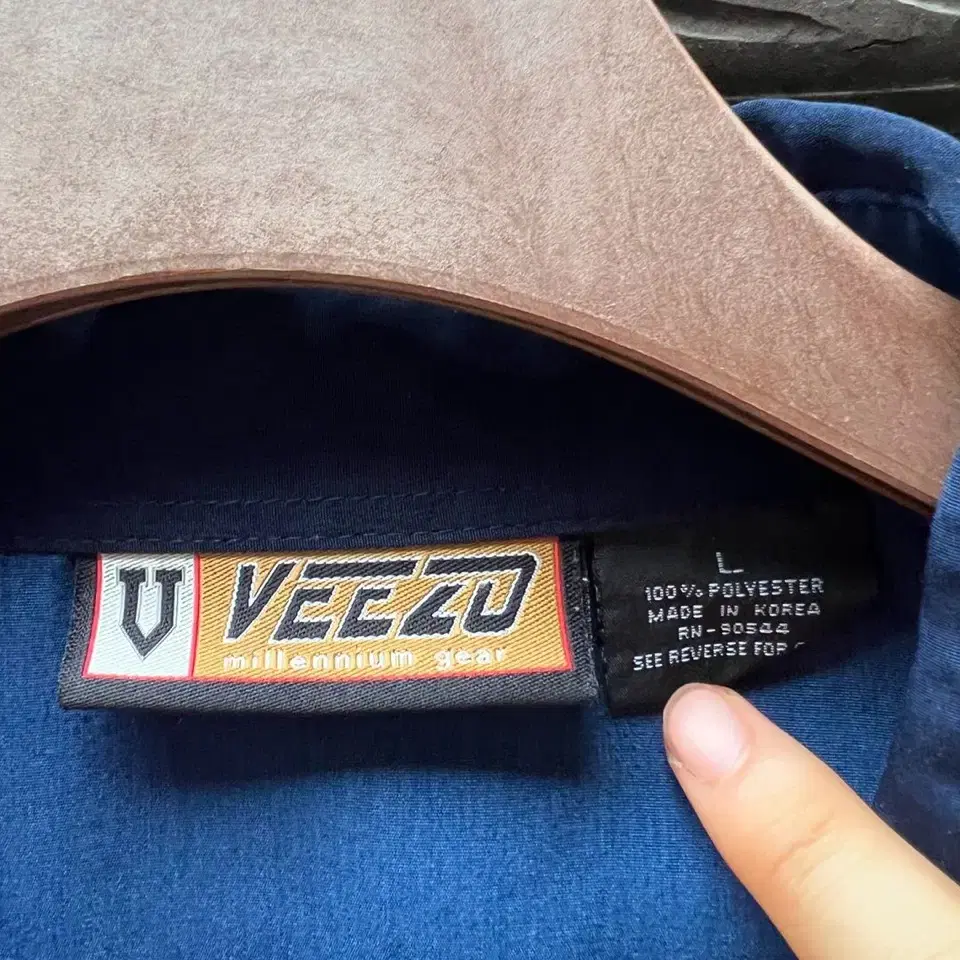 V VEEZO
millennium gear
L
100% POLYESTER
MADE IN KOREA
RN-90544
SEE REVERSE FOR